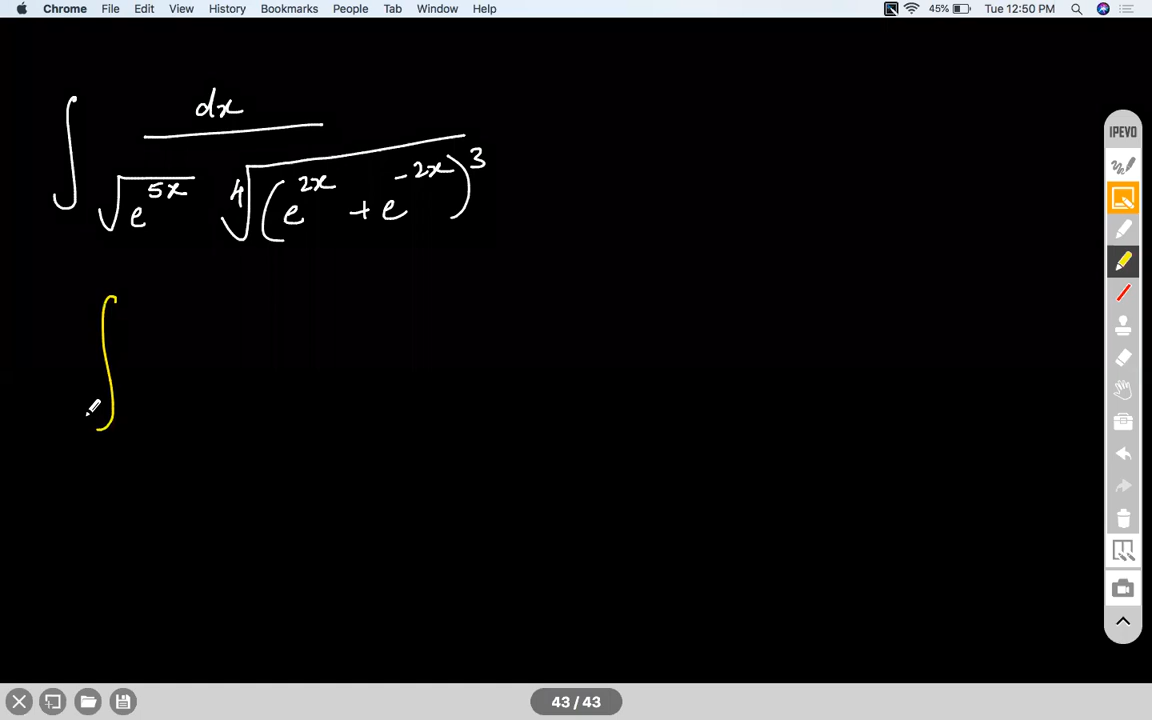 Chrome File Edit View History Bookmarks People Tab Window Help 45% Tue 12:50 PM
∫ dx / (√(e^{5x}) ∜((e^{2x} + e^{-2x})^3))
IPEVO
∫
43 / 43